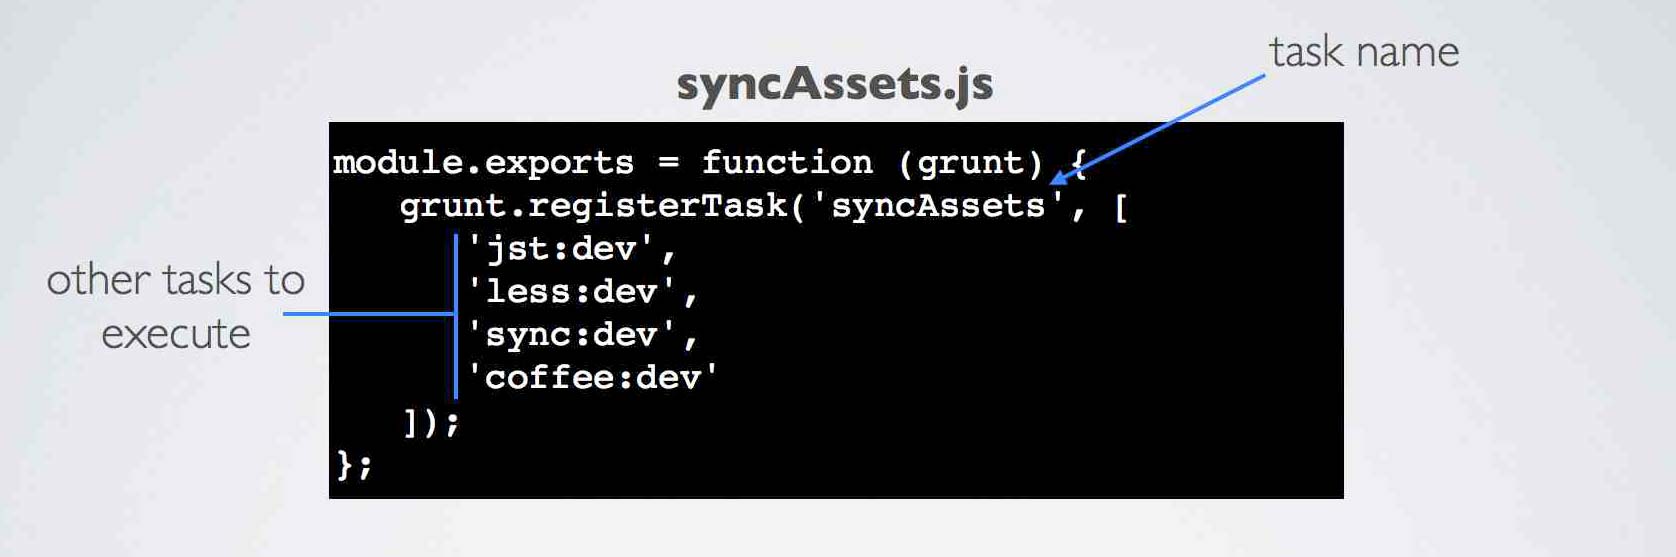 task name
syncAssets.js
module.exports = function (grunt) {
grunt.registerTask('syncAssets', [
'jst:dev',
'less:dev',
'sync:dev',
'coffee:dev'
]);
};
other tasks to
execute